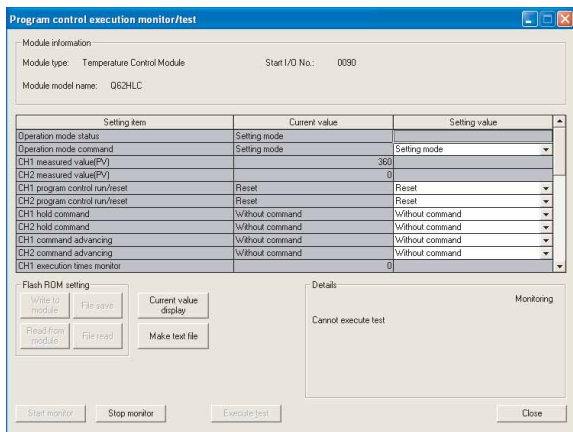 Program control execution monitor/test
Module information
Module type: Temperature Control Module Start I/O No.: 0090
Module model name: Q62HLC
Setting item Current value Setting value
Operation mode status Setting mode
Operation mode command Setting mode Setting mode
CH1 measured value(PV) 360
CH2 measured value(PV) 0
CH1 program control run/reset Reset Reset
CH2 program control run/reset Reset Reset
CH1 hold command Without command Without command
CH2 hold command Without command Without command
CH1 command advancing Without command Without command
CH2 command advancing Without command Without command
CH1 execution times monitor 0
Flash ROM setting
Write to module File save
Read from module File read
Current value display
Make text file
Details
Monitoring
Cannot execute test
Start monitor Stop monitor Execute test Close